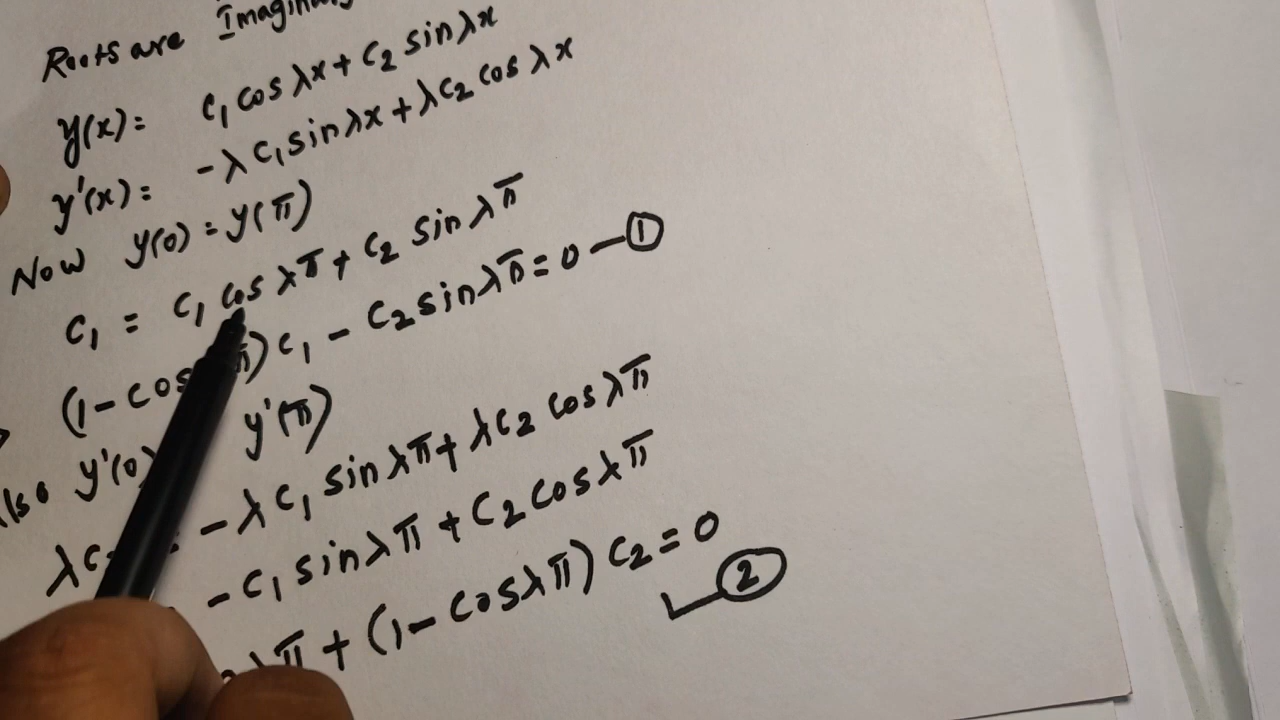 Roots are
y(x) = c₁ cos λx + c₂ sin λx
y'(x) = -λ c₁ sin λx + λ c₂ cos λx
Now y(0) = y(π)
c₁ = c₁ cos λπ + c₂ sin λπ
(1 - cos π) c₁ - c₂ sin λπ = 0 — ①
y'(0) y'(π)
λc - λ c₁ sin λπ + λ c₂ cos λπ
- c₁ sin λπ + c₂ cos λπ
λπ + (1 - cos λπ) c₂ = 0
②